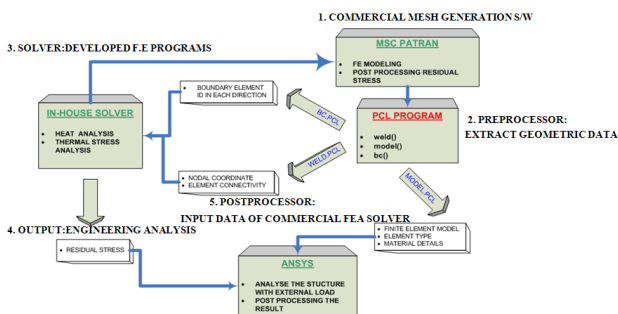 1. COMMERCIAL MESH GENERATION S/W
3. SOLVER:DEVELOPED F.E PROGRAMS
MSC PATRAN
• FE MODELING
• POST PROCESSING RESIDUAL
STRESS
• BOUNDARY ELEMENT
ID IN EACH DIRECTION
BC.PCL
IN-HOUSE SOLVER
• HEAT ANALYSIS
• THERMAL STRESS
ANALYSIS
PCL PROGRAM
• weld()
• model()
• bc()
2. PREPROCESSOR:
EXTRACT GEOMETRIC DATA
WELD.PCL
MODEL.PCL
• NODAL COORDINATE
• ELEMENT CONNECTIVITY
5. POSTPROCESSOR:
INPUT DATA OF COMMERCIAL FEA SOLVER
4. OUTPUT:ENGINEERING ANALYSIS
• FINITE ELEMENT MODEL
• ELEMENT TYPE
• MATERIAL DETAILS
• RESIDUAL STRESS
ANSYS
• ANALYSE THE STUCTURE
WITH EXTERNAL LOAD
• POST PROCESSING THE
RESULT